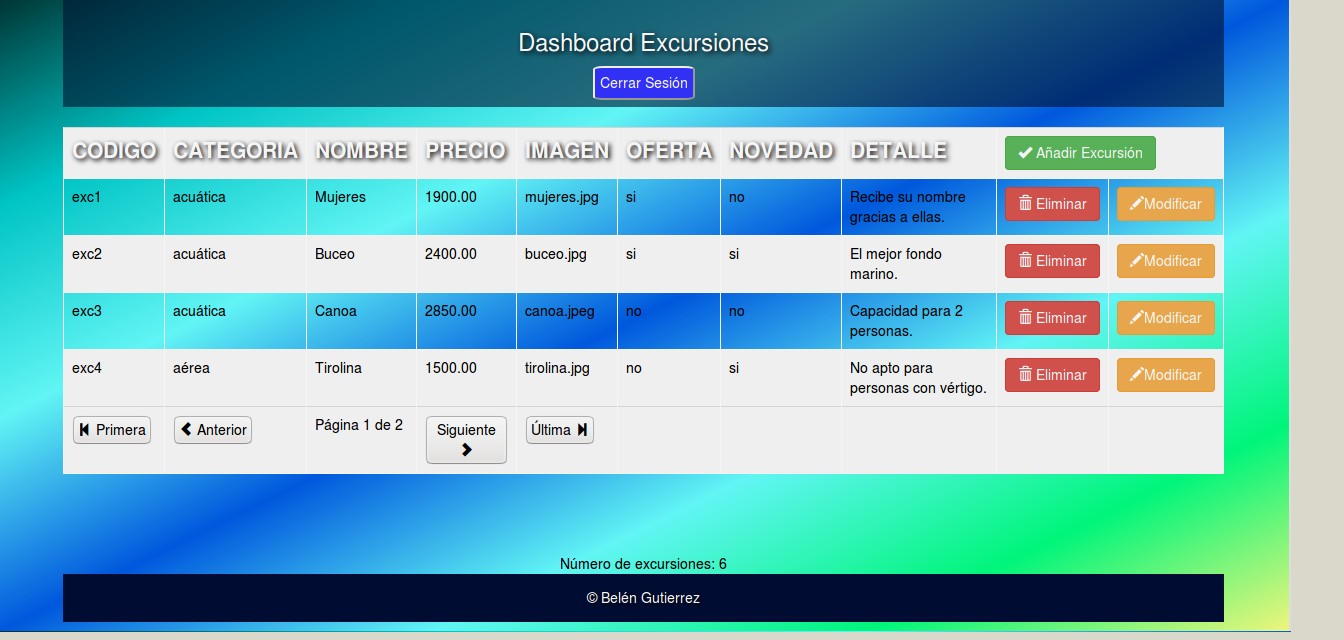 Dashboard Excursiones
Cerrar Sesión
CODIGO CATEGORIA NOMBRE PRECIO IMAGEN OFERTA NOVEDAD DETALLE Añadir Excursión
exc1 acuática Mujeres 1900.00 mujeres.jpg si no Recibe su nombre Eliminar Modificar
gracias a ellas.
exc2 acuática Buceo 2400.00 buceo.jpg si si El mejor fondo Eliminar Modificar
marino.
exc3 acuática Canoa 2850.00 canoa.jpeg no no Capacidad para 2 Eliminar Modificar
personas.
exc4 aérea Tirolina 1500.00 tirolina.jpg no si No apto para Eliminar Modificar
personas con vértigo.
Primera Anterior Página 1 de 2 Siguiente Última
Número de excursiones: 6
© Belén Gutierrez